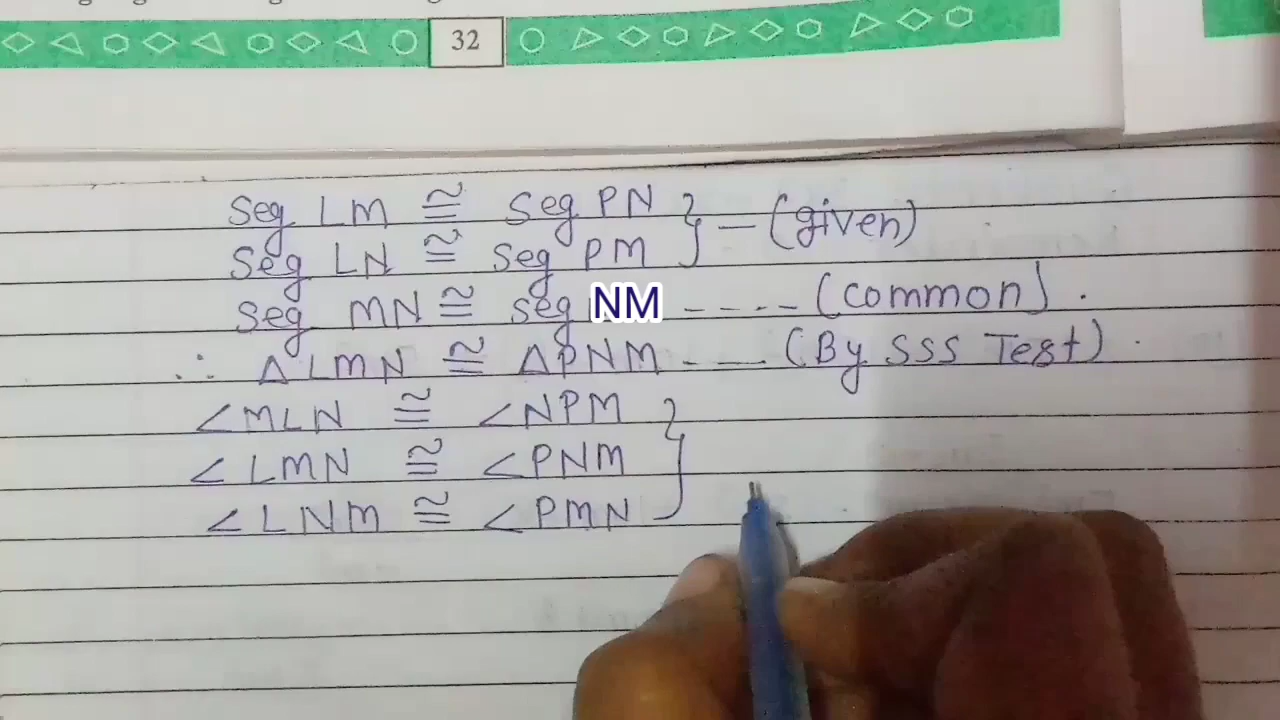 32
Seg LM ≅ Seg PN } — (given)
Seg LN ≅ Seg PM
Seg MN ≅ seg NM ---- (common).
∴ Δ LMN ≅ ΔPNM --- (By SSS Test).
∠MLN ≅ ∠NPM }
∠LMN ≅ ∠PNM
∠LNM ≅ ∠PMN